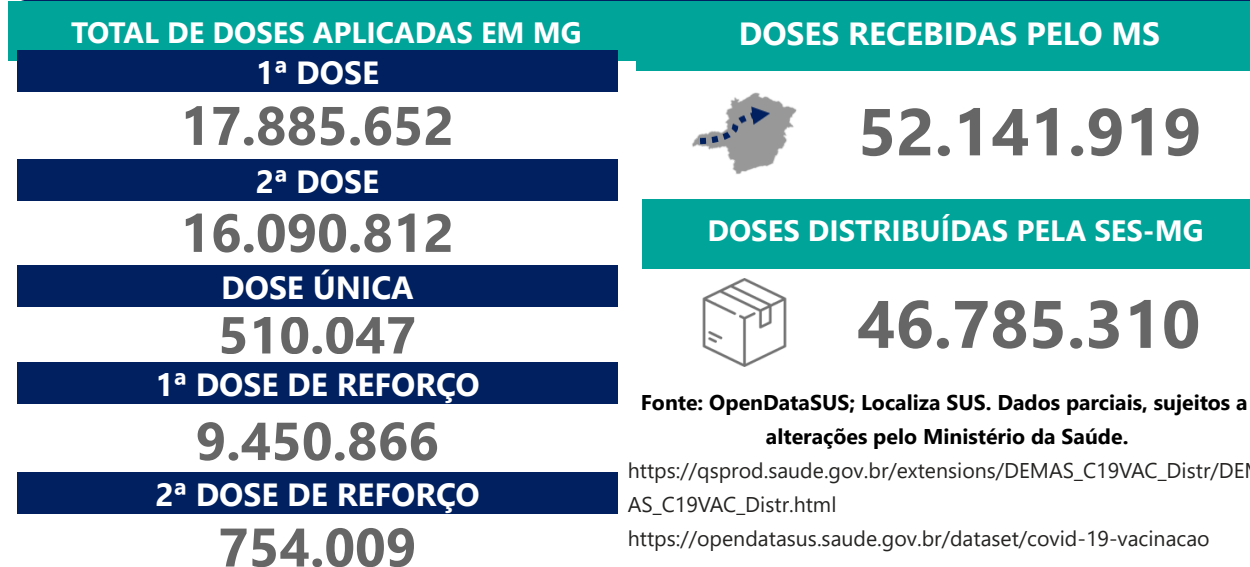 TOTAL DE DOSES APLICADAS EM MG
1ª DOSE
17.885.652
2ª DOSE
16.090.812
DOSE ÚNICA
510.047
1ª DOSE DE REFORÇO
9.450.866
2ª DOSE DE REFORÇO
754.009
DOSES RECEBIDAS PELO MS
52.141.919
DOSES DISTRIBUÍDAS PELA SES-MG
46.785.310
Fonte: OpenDataSUS; Localiza SUS. Dados parciais, sujeitos a
alterações pelo Ministério da Saúde.
https://qsprod.saude.gov.br/extensions/DEMAS_C19VAC_Distr/DEM
AS_C19VAC_Distr.html
https://opendatasus.saude.gov.br/dataset/covid-19-vacinacao